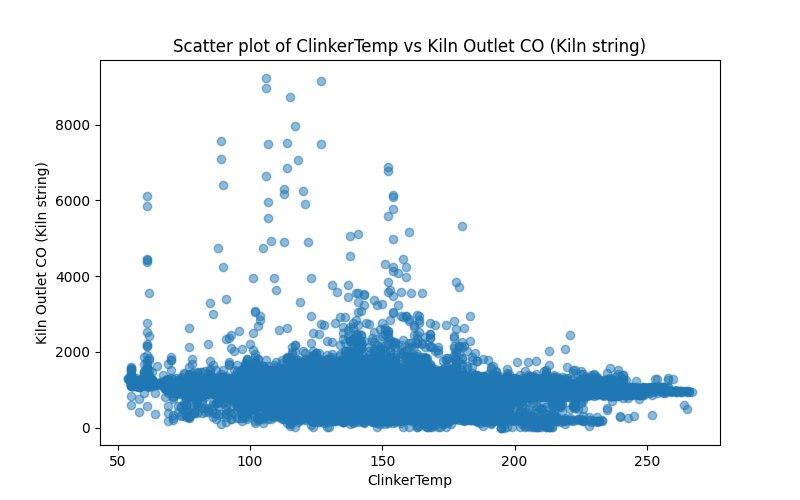 Scatter plot of ClinkerTemp vs Kiln Outlet CO (Kiln string)
Kiln Outlet CO (Kiln string)
8000
6000
4000
2000
0
50 100 150 200 250
ClinkerTemp